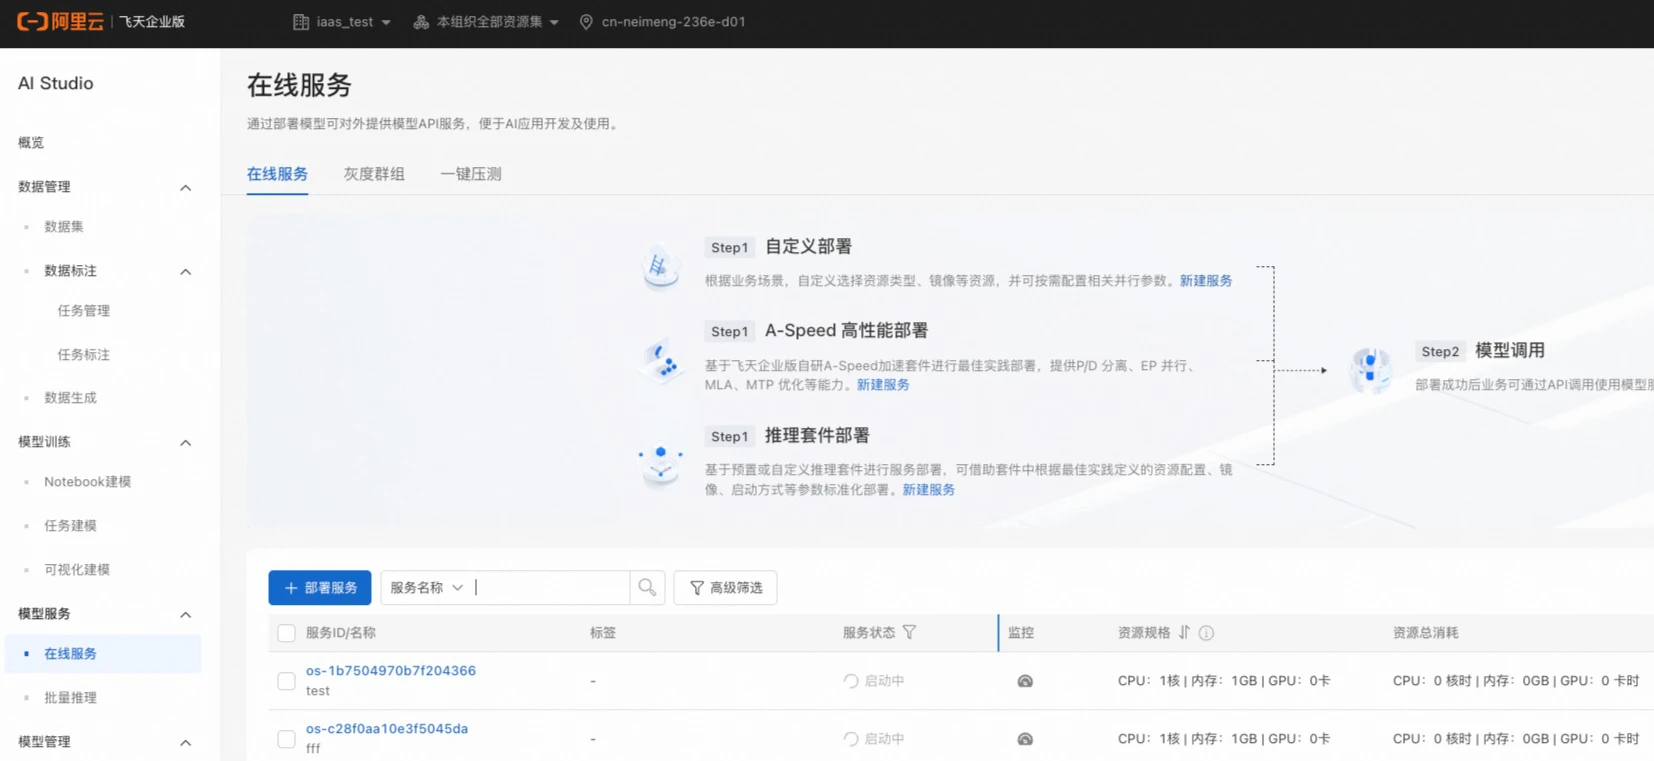 阿里云 | 飞天企业版
iaas_test
本组织全部资源集
cn-neimeng-236e-d01
AI Studio
概览
数据管理
数据集
数据标注
任务管理
任务标注
数据生成
模型训练
Notebook建模
任务建模
可视化建模
模型服务
在线服务
批量推理
模型管理
在线服务
通过部署模型可对外提供模型API服务，便于AI应用开发及使用。
在线服务 灰度群组 一键压测
Step1 自定义部署
根据业务场景，自定义选择资源类型、镜像等资源，并可按需配置相关并行参数。新建服务
Step1 A-Speed 高性能部署
基于飞天企业版自研A-Speed加速套件进行最佳实践部署，提供P/D 分离、EP 并行、
MLA、MTP 优化等能力。新建服务
Step1 推理套件部署
基于预置或自定义推理套件进行服务部署，可借助套件中根据最佳实践定义的资源配置、镜
像、启动方式等参数标准化部署。新建服务
Step2 模型调用
部署成功后业务可通过API调用使用模型
+ 部署服务 服务名称 高级筛选
服务ID/名称 标签 服务状态 监控 资源规格 资源总消耗
os-1b7504970b7f204366 - 启动中 CPU：1核 | 内存：1GB | GPU：0卡 CPU：0 核时 | 内存：0GB | GPU：0 卡时
test
os-c28f0aa10e3f5045da - 启动中 CPU：1核 | 内存：1GB | GPU：0卡 CPU：0 核时 | 内存：0GB | GPU：0 卡时
fff